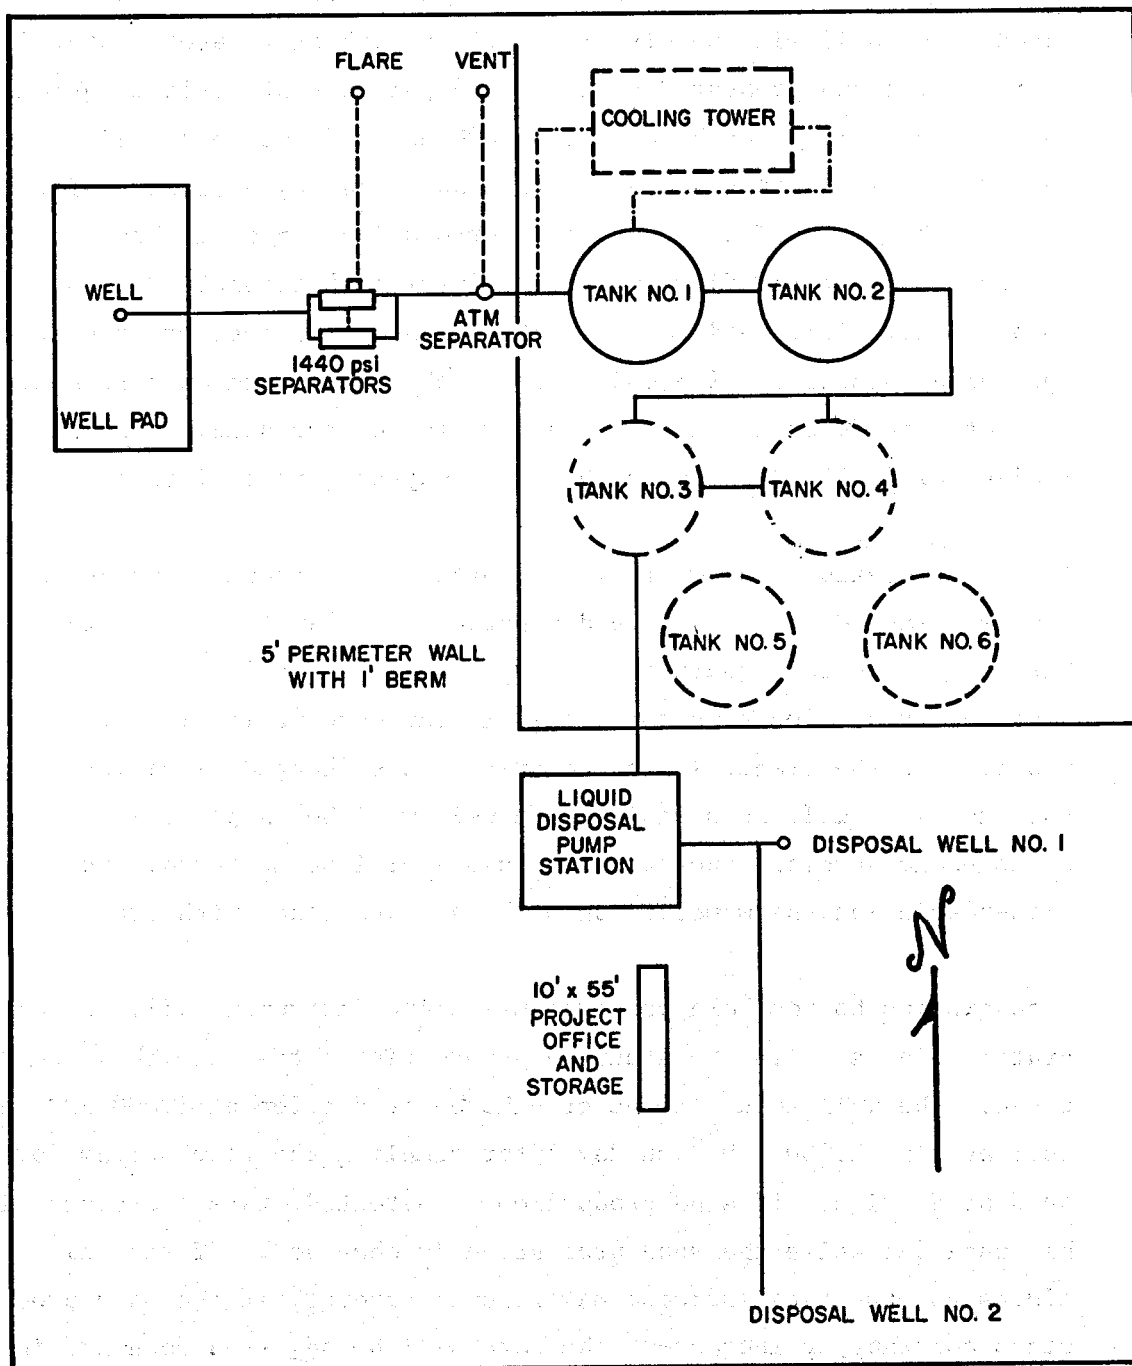 FLARE
VENT
COOLING TOWER
WELL
TANK NO. 1
TANK NO. 2
ATM
SEPARATOR
1440 psi
SEPARATORS
WELL PAD
TANK NO. 3
TANK NO. 4
5' PERIMETER WALL
WITH 1' BERM
TANK NO. 5
TANK NO. 6
LIQUID
DISPOSAL
PUMP
STATION
DISPOSAL WELL NO. 1
N
10' x 55'
PROJECT
OFFICE
AND
STORAGE
DISPOSAL WELL NO. 2